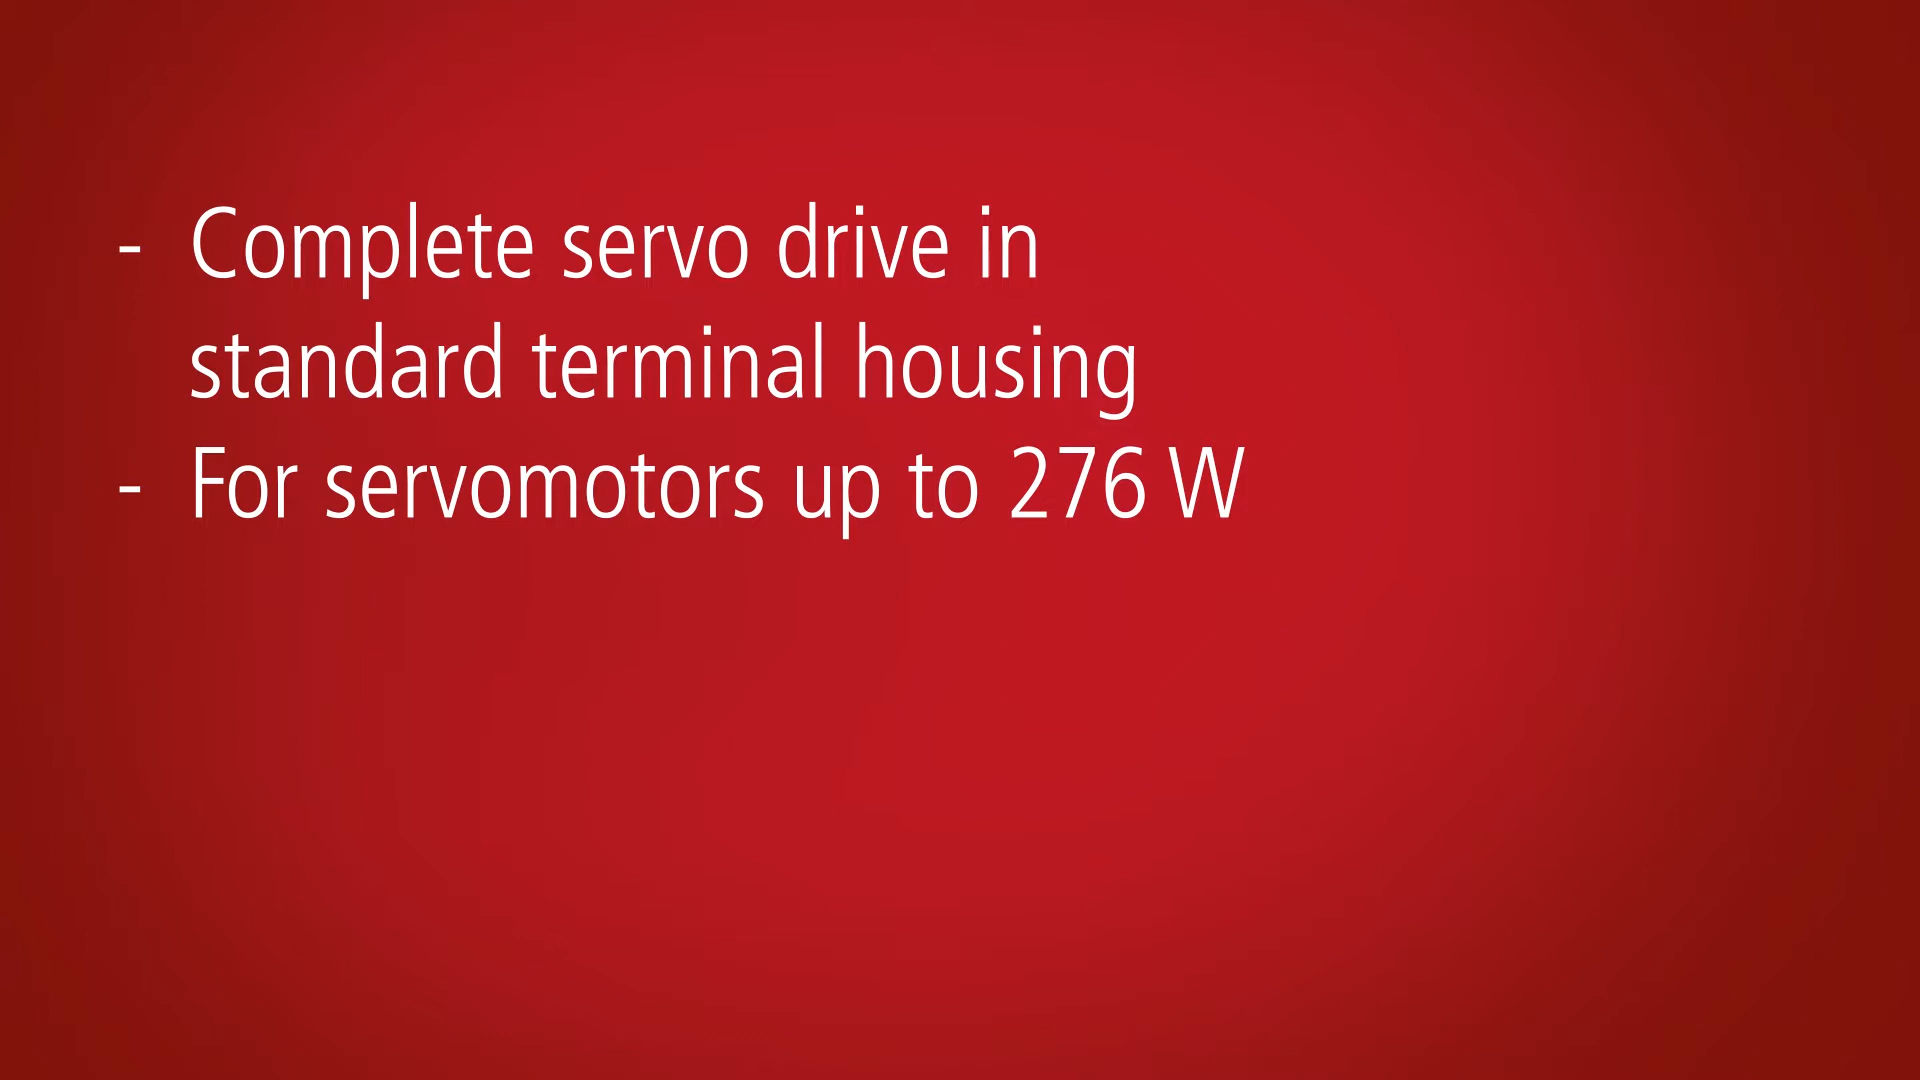 - Complete servo drive in
standard terminal housing
- For servomotors up to 276 W